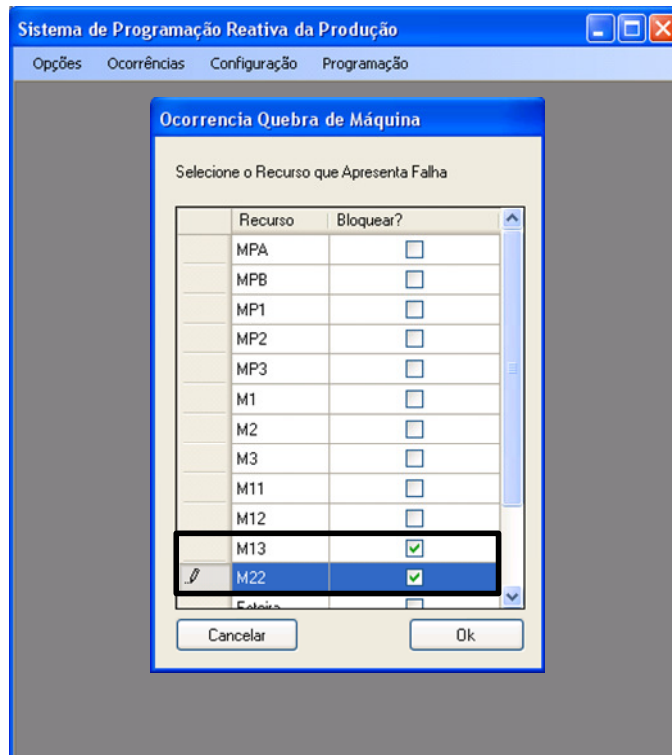 Sistema de Programação Reativa da Produção
Opções Ocorrências Configuração Programação
Ocorrencia Quebra de Máquina
Selecione o Recurso que Apresenta Falha
Recurso Bloquear?
MPA
MPB
MP1
MP2
MP3
M1
M2
M3
M11
M12
M13
M22
Cancelar Ok